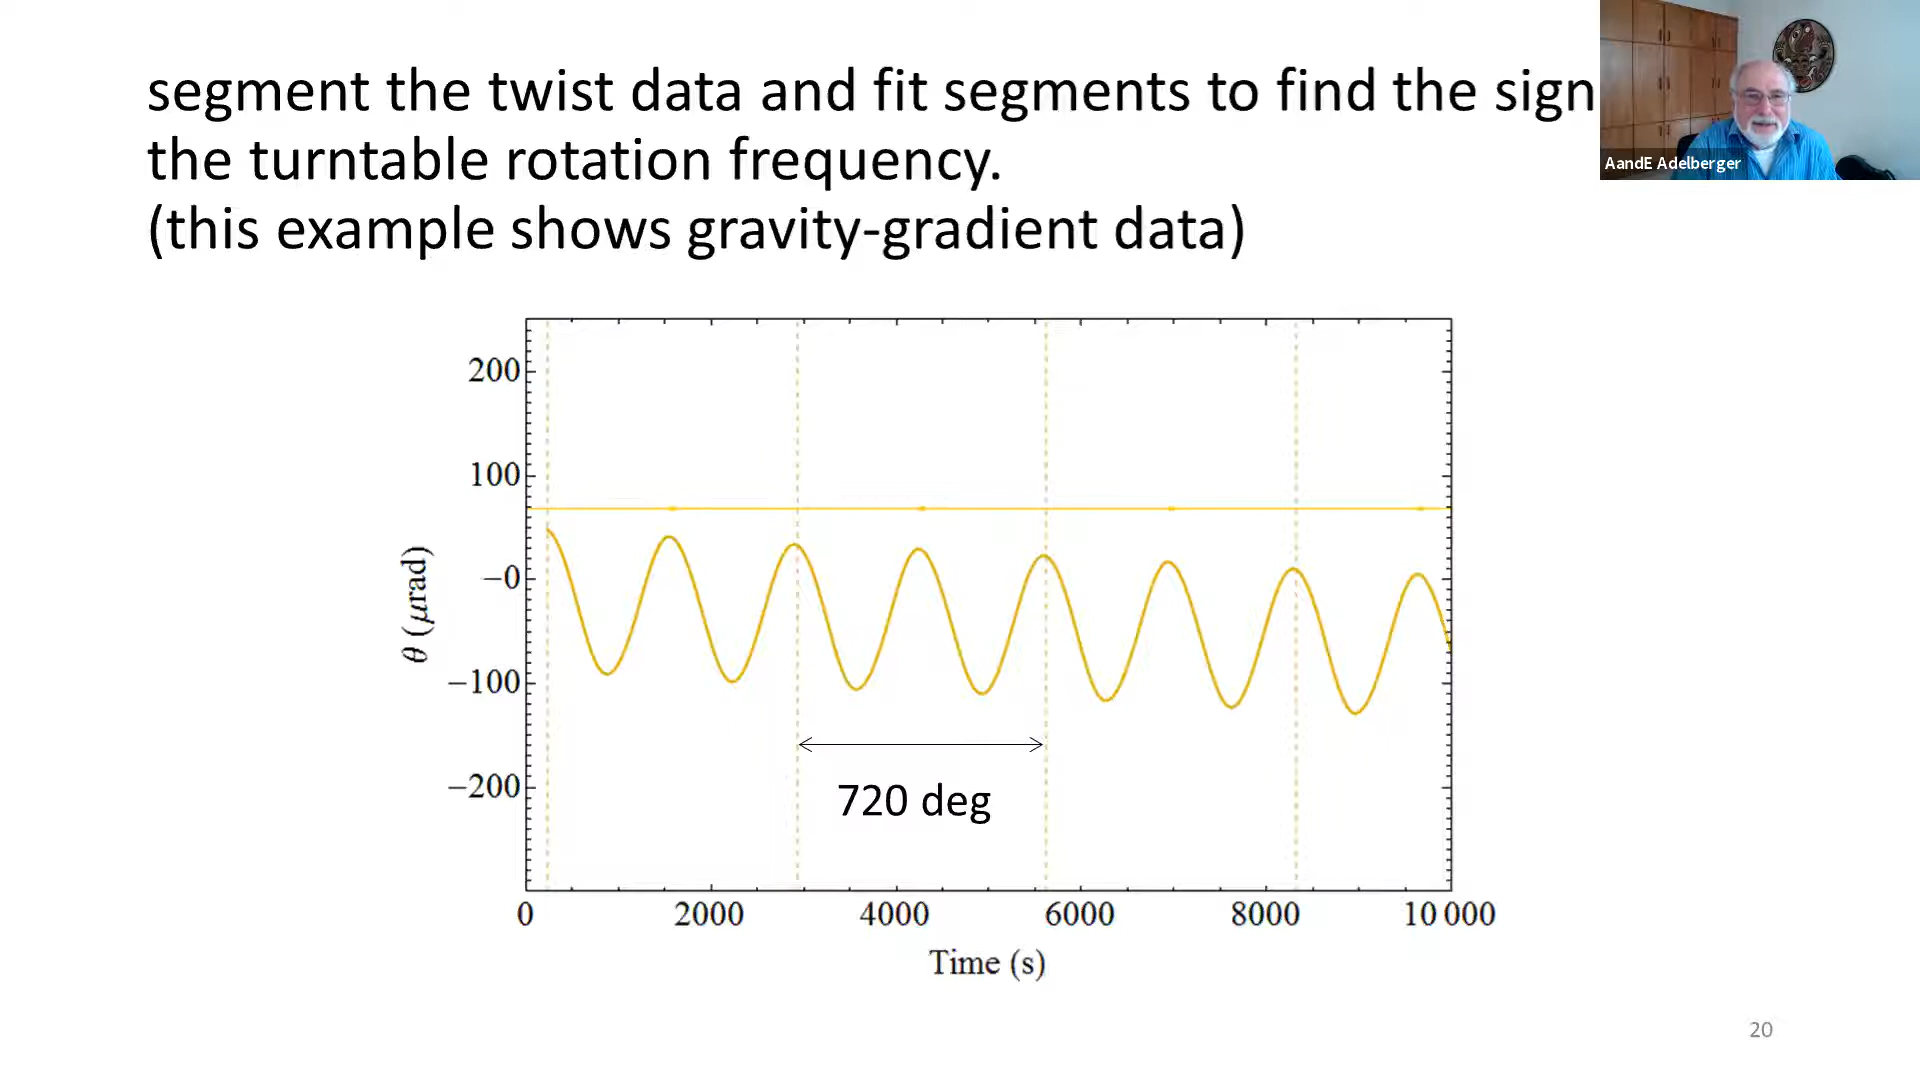 segment the twist data and fit segments to find the sign
the turntable rotation frequency.
(this example shows gravity-gradient data)
AandE Adelberger
200
100
−0
−100
−200
θ (μrad)
720 deg
0 2000 4000 6000 8000 10 000
Time (s)
20